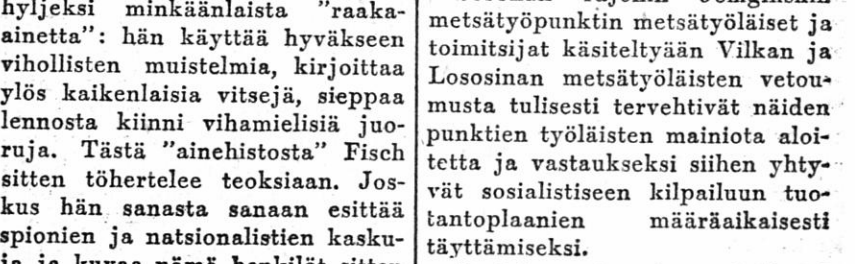 hyljeksi minkäänlaista "raaka-
ainetta": hän käyttää hyväkseen
vihollisten muistelmia, kirjoittaa
ylös kaikenlaisia vitsejä, sieppaa
lennosta kiinni vihamielisiä juo-
ruja. Tästä "ainehistosta" Fisch
sitten töhertelee teoksiaan. Jos-
kus hän sanasta sanaan esittää
spionien ja natsionalistien kasku-
metsätyöpunktin metsätyöläiset ja
toimitsijat käsiteltyään Vilkan ja
Lososinan metsätyöläisten vetou-
musta tulisesti tervehtivät näiden
punktien työläisten mainiota aloi-
tetta ja vastaukseksi siihen yhty-
vät sosialistiseen kilpailuun tuo-
tantoplaanien määräaikaisesti
täyttämiseksi.